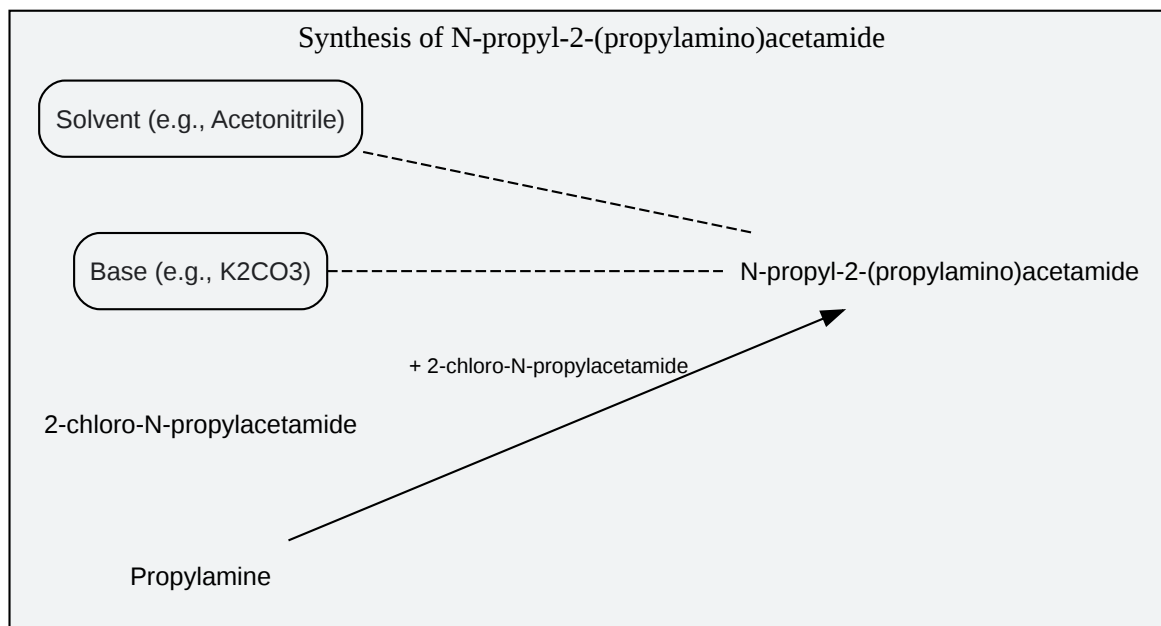 Synthesis of N-propyl-2-(propylamino)acetamide
Solvent (e.g., Acetonitrile)
Base (e.g., K2CO3)
N-propyl-2-(propylamino)acetamide
+ 2-chloro-N-propylacetamide
2-chloro-N-propylacetamide
Propylamine